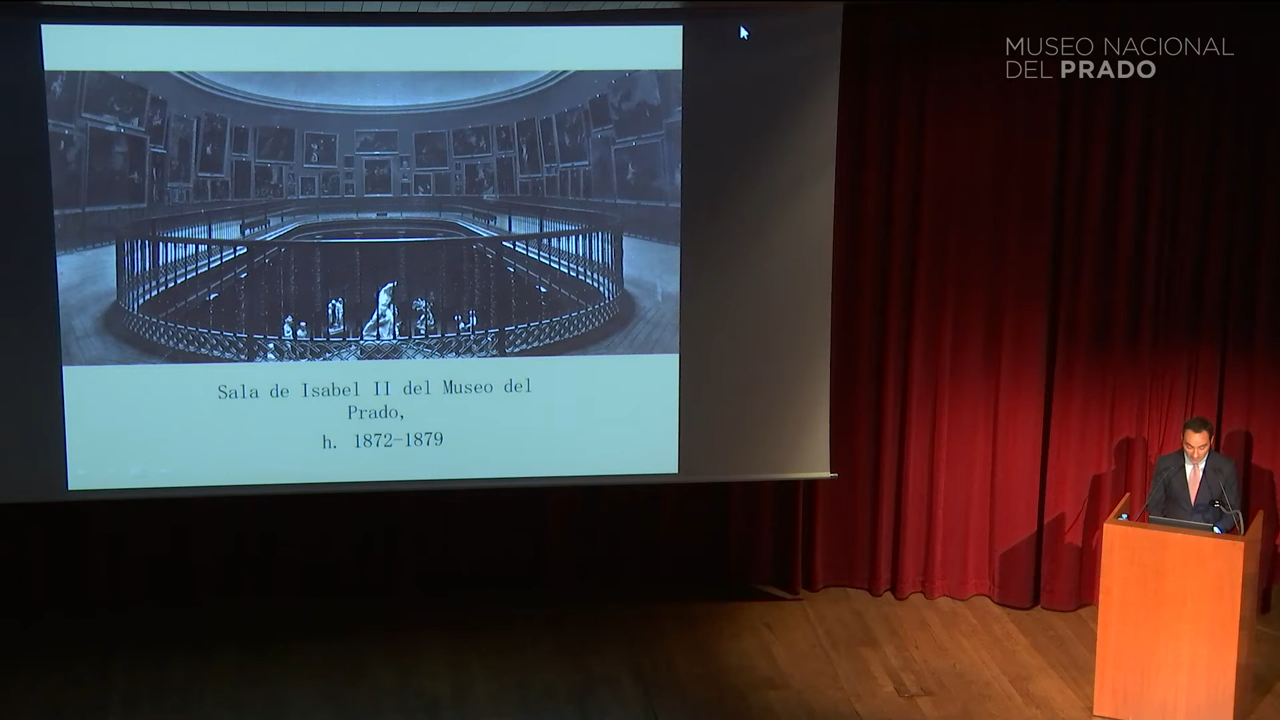 MUSEO NACIONAL
DEL PRADO
Sala de Isabel II del Museo del
Prado,
h. 1872-1879